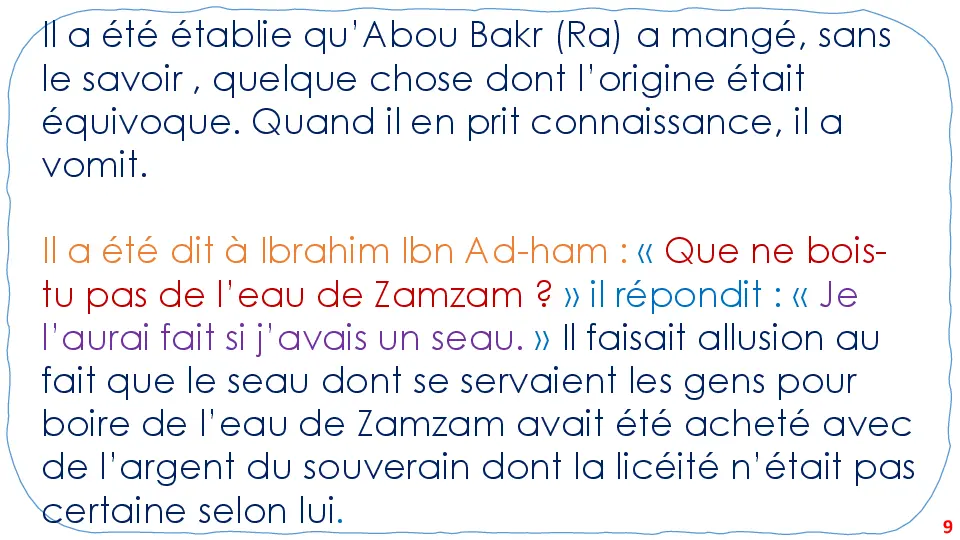 Il a été établie qu’Abou Bakr (Ra) a mangé, sans
le savoir , quelque chose dont l’origine était
équivoque. Quand il en prit connaissance, il a
vomit.
Il a été dit à Ibrahim Ibn Ad-ham : « Que ne bois-
tu pas de l’eau de Zamzam ? » il répondit : « Je
l’aurai fait si j’avais un seau. » Il faisait allusion au
fait que le seau dont se servaient les gens pour
boire de l’eau de Zamzam avait été acheté avec
de l’argent du souverain dont la licéité n’était pas
certaine selon lui.
9